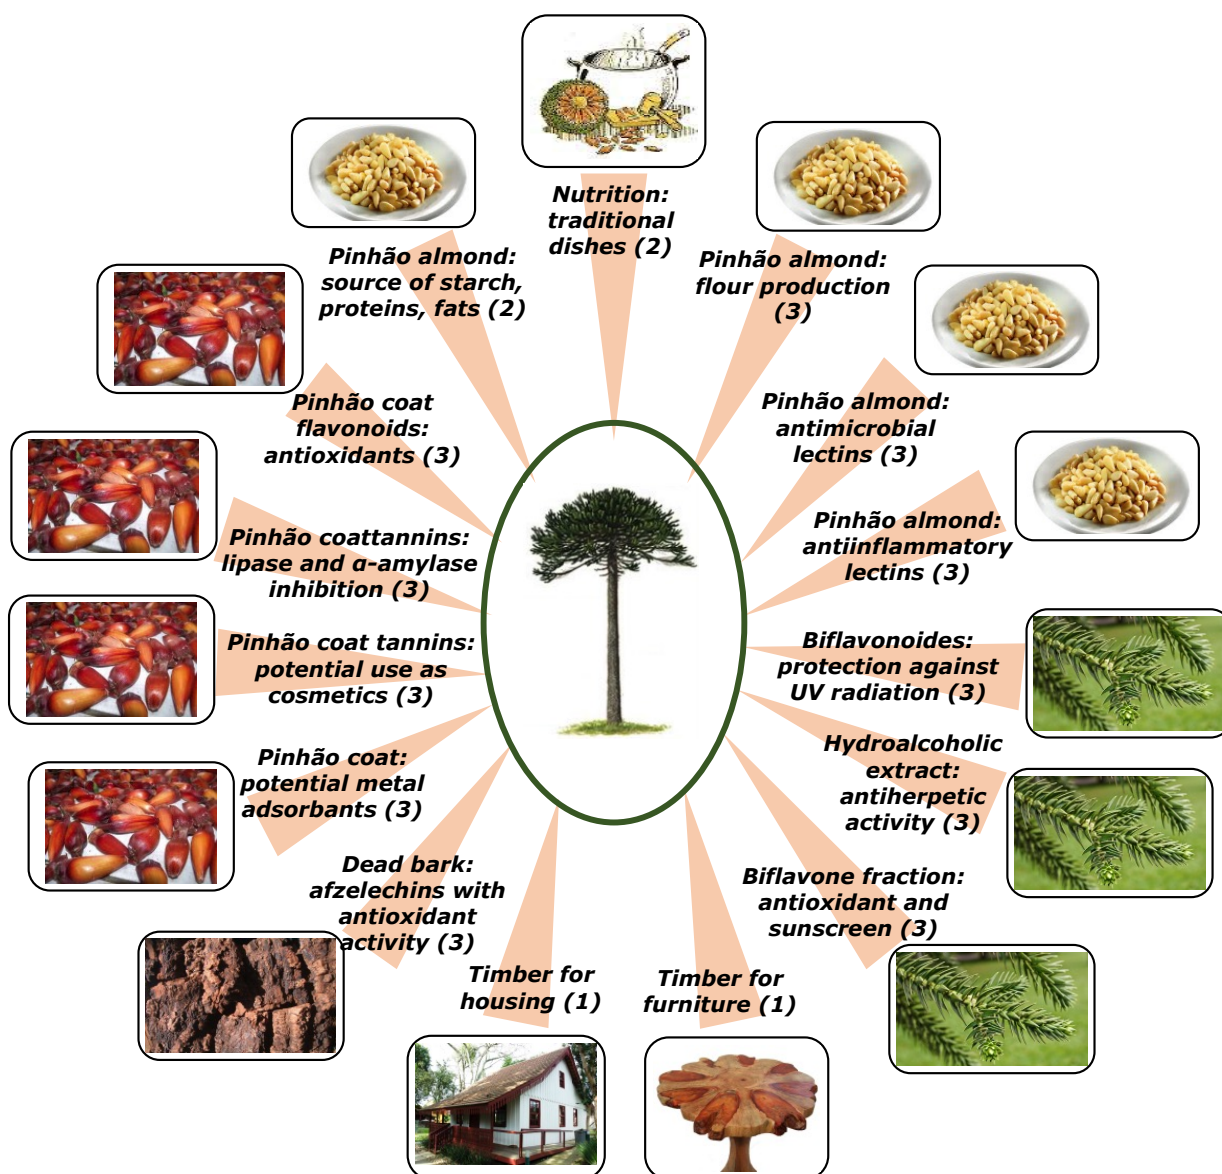 Nutrition:
traditional
dishes (2)
Pinhão almond:
flour production
(3)
Pinhão almond:
antimicrobial
lectins (3)
Pinhão almond:
antiinflammatory
lectins (3)
Biflavonoides:
protection against
UV radiation (3)
Hydroalcoholic
extract:
antiherpetic
activity (3)
Biflavone fraction:
antioxidant and
sunscreen (3)
Timber for
furniture (1)
Timber for
housing (1)
Dead bark:
afzelechins with
antioxidant
activity (3)
Pinhão coat:
potential metal
adsorbants (3)
Pinhão coat tannins:
potential use as
cosmetics (3)
Pinhão coattannins:
lipase and α-amylase
inhibition (3)
Pinhão coat
flavonoids:
antioxidants (3)
Pinhão almond:
source of starch,
proteins, fats (2)